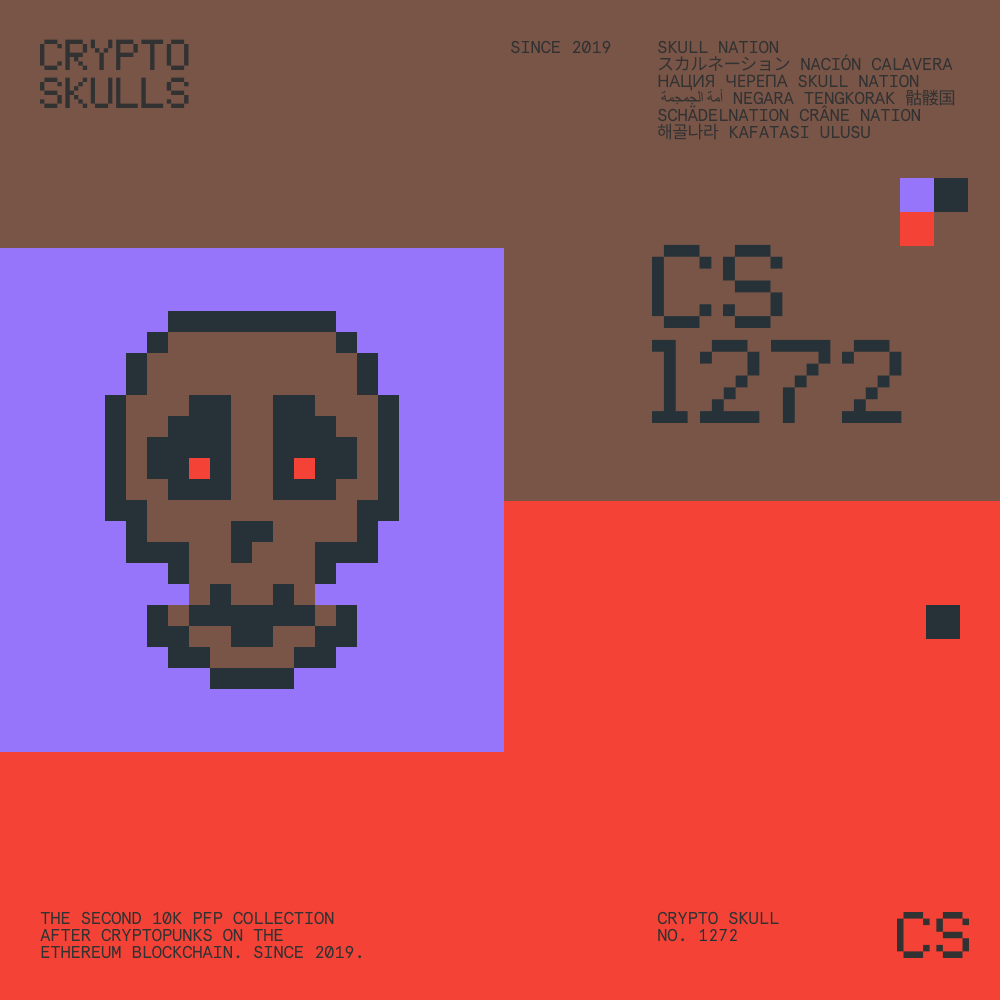 CRYPTO
SKULLS
SINCE 2019
SKULL NATION
スカルネーション NACIÓN CALAVERA
НАЦИЯ ЧЕРЕПА SKULL NATION
أمة الجمجمة NEGARA TENGKORAK 骷髅国
SCHÄDELNATION CRÂNE NATION
해골나라 KAFATASI ULUSU
CS
1272
THE SECOND 10K PFP COLLECTION
AFTER CRYPTOPUNKS ON THE
ETHEREUM BLOCKCHAIN. SINCE 2019.
CRYPTO SKULL
NO. 1272
CS